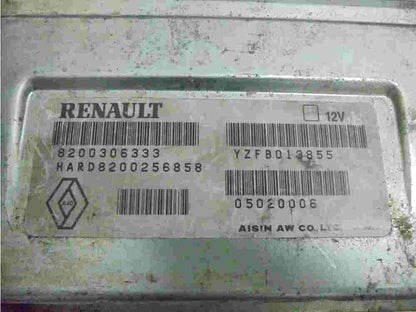 RENAULT
12V
8200306333
YZFB013855
HARD8200256858
05020006
AISIN AW CO., LTD.